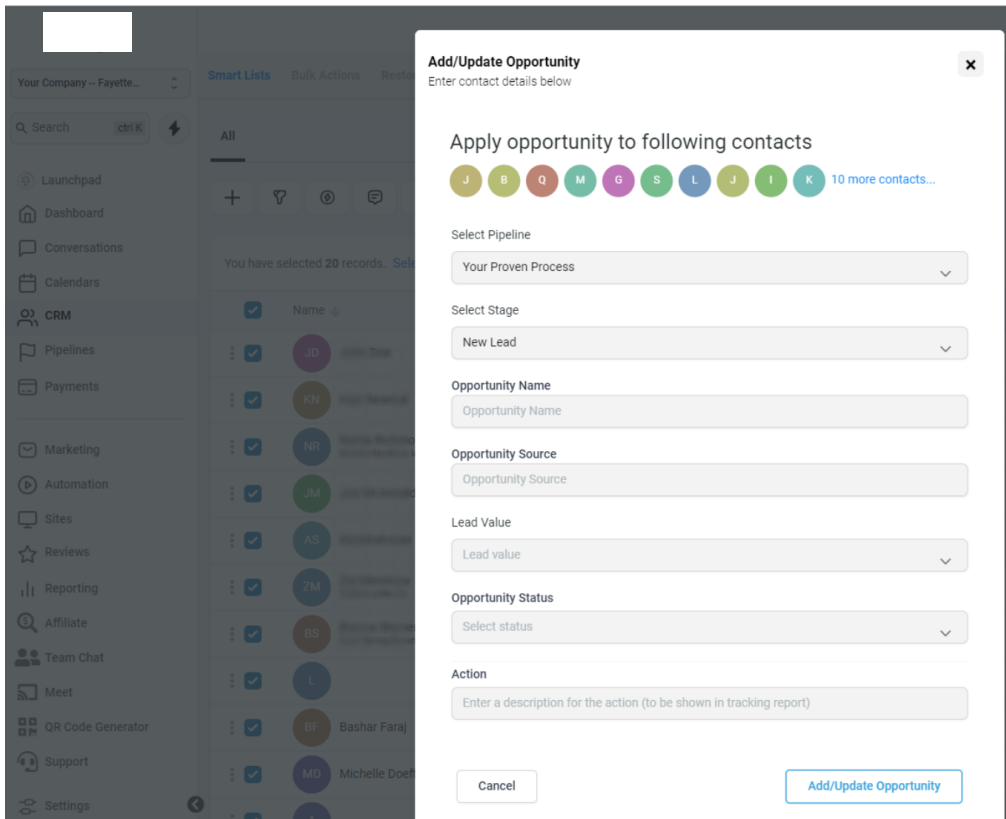 Your Company -- Fayette...
Search
ctrl K
Launchpad
Dashboard
Conversations
Calendars
CRM
Pipelines
Payments
Marketing
Automation
Sites
Reviews
Reporting
Affiliate
Team Chat
Meet
QR Code Generator
Support
Settings
Smart Lists
Bulk Actions
All
You have selected 20 records.
Name
JD
KN
NR
JM
AS
ZM
BS
L
BF
Bashar Faraj
MD
Add/Update Opportunity
Enter contact details below
Apply opportunity to following contacts
J B Q M G S L J I K 10 more contacts...
Select Pipeline
Your Proven Process
Select Stage
New Lead
Opportunity Name
Opportunity Name
Opportunity Source
Opportunity Source
Lead Value
Lead value
Opportunity Status
Select status
Action
Enter a description for the action (to be shown in tracking report)
Cancel
Add/Update Opportunity